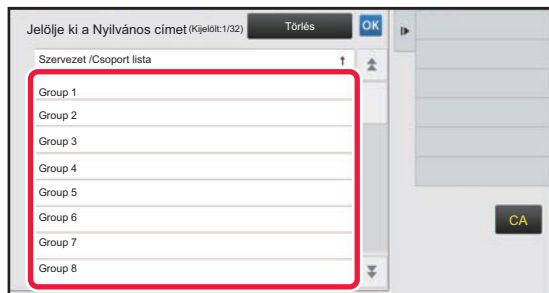 Jelölje ki a Nyilvános címet (Kijelölt:1/32) Törlés OK
Szervezet /Csoport lista ↑
Group 1
Group 2
Group 3
Group 4
Group 5
Group 6
Group 7
Group 8
CA